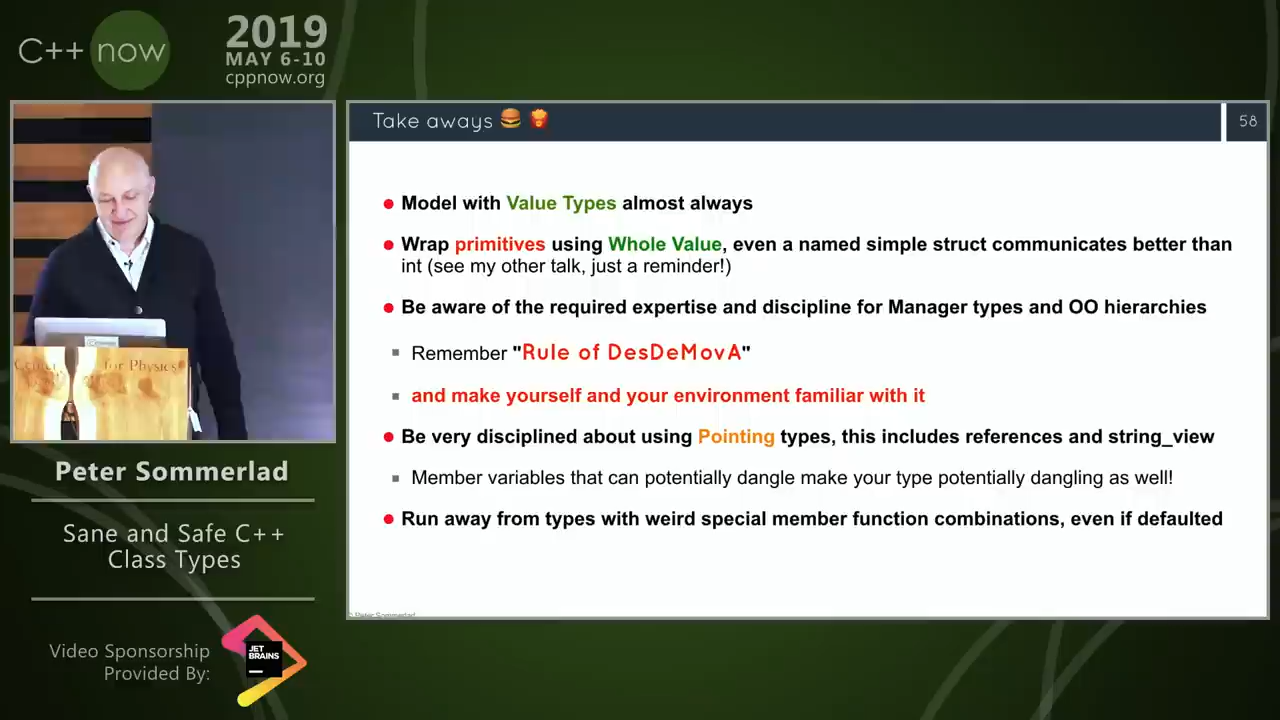 C++ now
2019
MAY 6-10
cppnow.org
Take aways 🍔 🍟
58
Model with Value Types almost always
Wrap primitives using Whole Value, even a named simple struct communicates better than
int (see my other talk, just a reminder!)
Be aware of the required expertise and discipline for Manager types and OO hierarchies
Remember "Rule of DesDeMovA"
and make yourself and your environment familiar with it
Be very disciplined about using Pointing types, this includes references and string_view
Member variables that can potentially dangle make your type potentially dangling as well!
Run away from types with weird special member function combinations, even if defaulted
© Peter Sommerlad
for Physics
Peter Sommerlad
Sane and Safe C++
Class Types
Video Sponsorship
Provided By:
JET
BRAINS